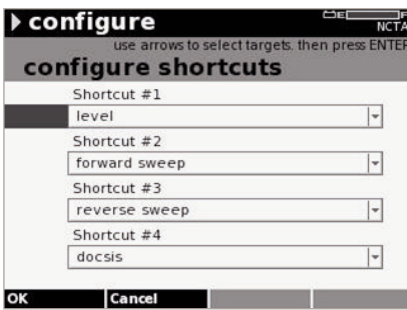 configure
E F
NCTA
use arrows to select targets. then press ENTER
configure shortcuts
Shortcut #1
level
Shortcut #2
forward sweep
Shortcut #3
reverse sweep
Shortcut #4
docsis
OK Cancel